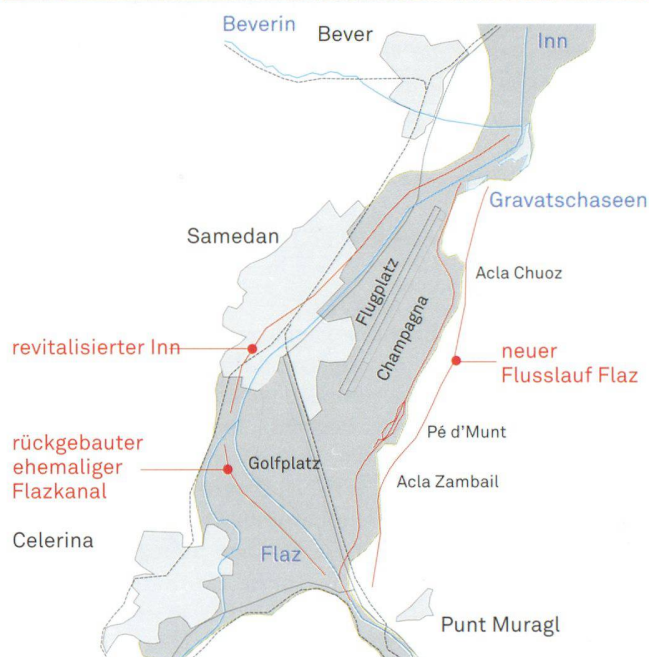 Beverin
Bever
Inn
Gravatschaseen
Samedan
Acla Chuoz
Flugplatz
Champagna
revitalisierter Inn
neuer
Flusslauf Flaz
Pé d'Munt
rückgebauter
ehemaliger
Flazkanal
Golfplatz
Acla Zambail
Celerina
Flaz
Punt Muragl